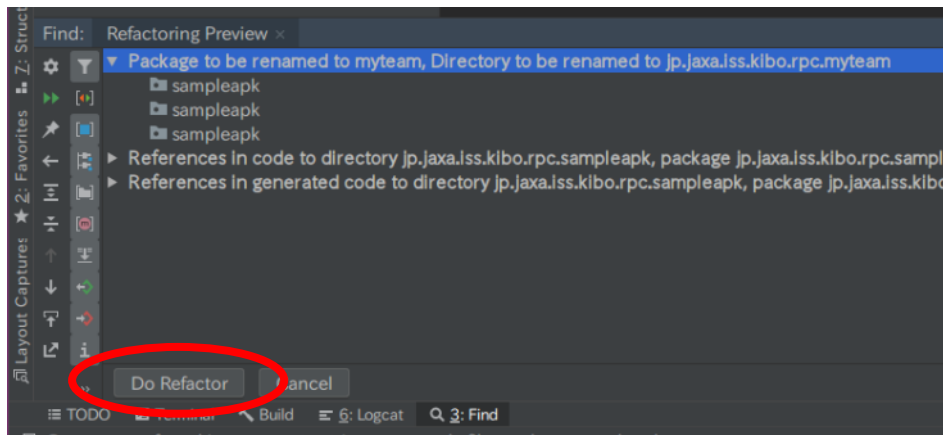 Find: Refactoring Preview ×
Package to be renamed to myteam, Directory to be renamed to jp.jaxa.iss.kibo.rpc.myteam
sampleapk
sampleapk
sampleapk
References in code to directory jp.jaxa.iss.kibo.rpc.sampleapk, package jp.jaxa.iss.kibo.rpc.sampl
References in generated code to directory jp.jaxa.iss.kibo.rpc.sampleapk, package jp.jaxa.iss.kibo
Z: Struct
2: Favorites
Layout Captures
Do Refactor Cancel
TODO Terminal Build 6: Logcat 3: Find